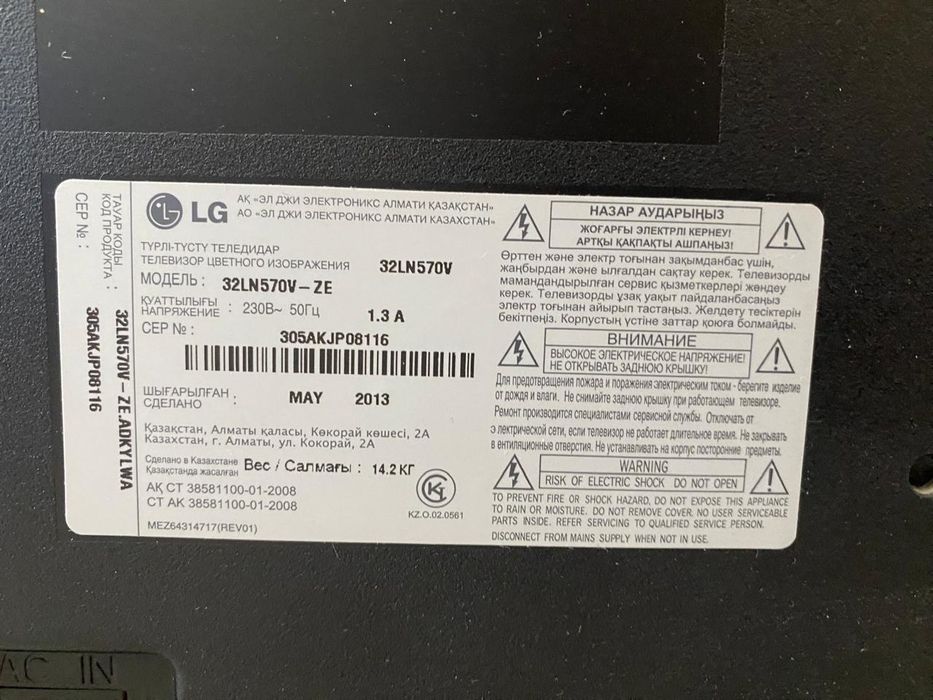 ТАУАР КОДЫ
КОД ПРОДУКТА : 32LN570V-ZE.ADKYLWA
СЕР № : 305AKJP08116
LG
АҚ «ЭЛ ДЖИ ЭЛЕКТРОНИКС АЛМАТИ ҚАЗАҚСТАН»
АО «ЭЛ ДЖИ ЭЛЕКТРОНИКС АЛМАТИ КАЗАХСТАН»
ТҮРЛІ-ТҮСТҮ ТЕЛЕДИДАР
ТЕЛЕВИЗОР ЦВЕТНОГО ИЗОБРАЖЕНИЯ 32LN570V
МОДЕЛЬ : 32LN570V-ZE
ҚУАТТЫЛЫҒЫ
НАПРЯЖЕНИЕ : 230В~ 50Гц 1.3 A
СЕР № : 305AKJP08116
ШЫҒАРЫЛҒАН
СДЕЛАНО : MAY 2013
Қазақстан, Алматы қаласы, Көкорай көшесі, 2А
Казахстан, г. Алматы, ул. Кокорай, 2А
Сделано в Казахстане
Қазақстанда жасалған
Вес / Салмағы : 14.2 КГ
АҚ СТ 38581100-01-2008
СТ АК 38581100-01-2008
KZ.O.02.0561
MEZ64314717(REV01)
НАЗАР АУДАРЫҢЫЗ
ЖОҒАРҒЫ ЭЛЕКТРЛІ КЕРНЕУ!
АРТҚЫ ҚАҚПАҚТЫ АШПАҢЫЗ!
Өрттен және электр тоғынан зақымданбас үшін,
жаңбырдан және ылғалдан сақтау керек. Телевизорды
мамандандырылған сервис қызметкерлері жөндеу
керек. Телевизорды ұзақ уақыт пайдаланбасаңыз
электр тоғынан айырып тастаңыз. Желдету тесіктерін
бекітпеңіз. Корпустың үстіне заттар қоюға болмайды.
ВНИМАНИЕ
ВЫСОКОЕ ЭЛЕКТРИЧЕСКОЕ НАПРЯЖЕНИЕ!
НЕ ОТКРЫВАТЬ ЗАДНЮЮ КРЫШКУ!
Для предотвращения пожара и поражения электрическим током - берегите изделие
от дождя и влаги. Не снимайте заднюю крышу при работающем телевизоре.
Ремонт производится специалистами сервисной службы. Отключать от
электрической сети, если телевизор не работает длительное время. Не закрывать
в вентиляционные отверстия. Не устанавливать на корпус посторонние предметы.
WARNING
RISK OF ELECTRIC SHOCK DO NOT OPEN
TO PREVENT FIRE OR SHOCK HAZARD, DO NOT EXPOSE THIS APPLIANCE
TO RAIN OR MOISTURE. DO NOT REMOVE COVER. NO USER SERVICEABLE
PARTS INSIDE. REFER SERVICING TO QUALIFIED SERVICE PERSON.
DISCONNECT FROM MAINS SUPPLY WHEN NOT IN USE.
AC IN